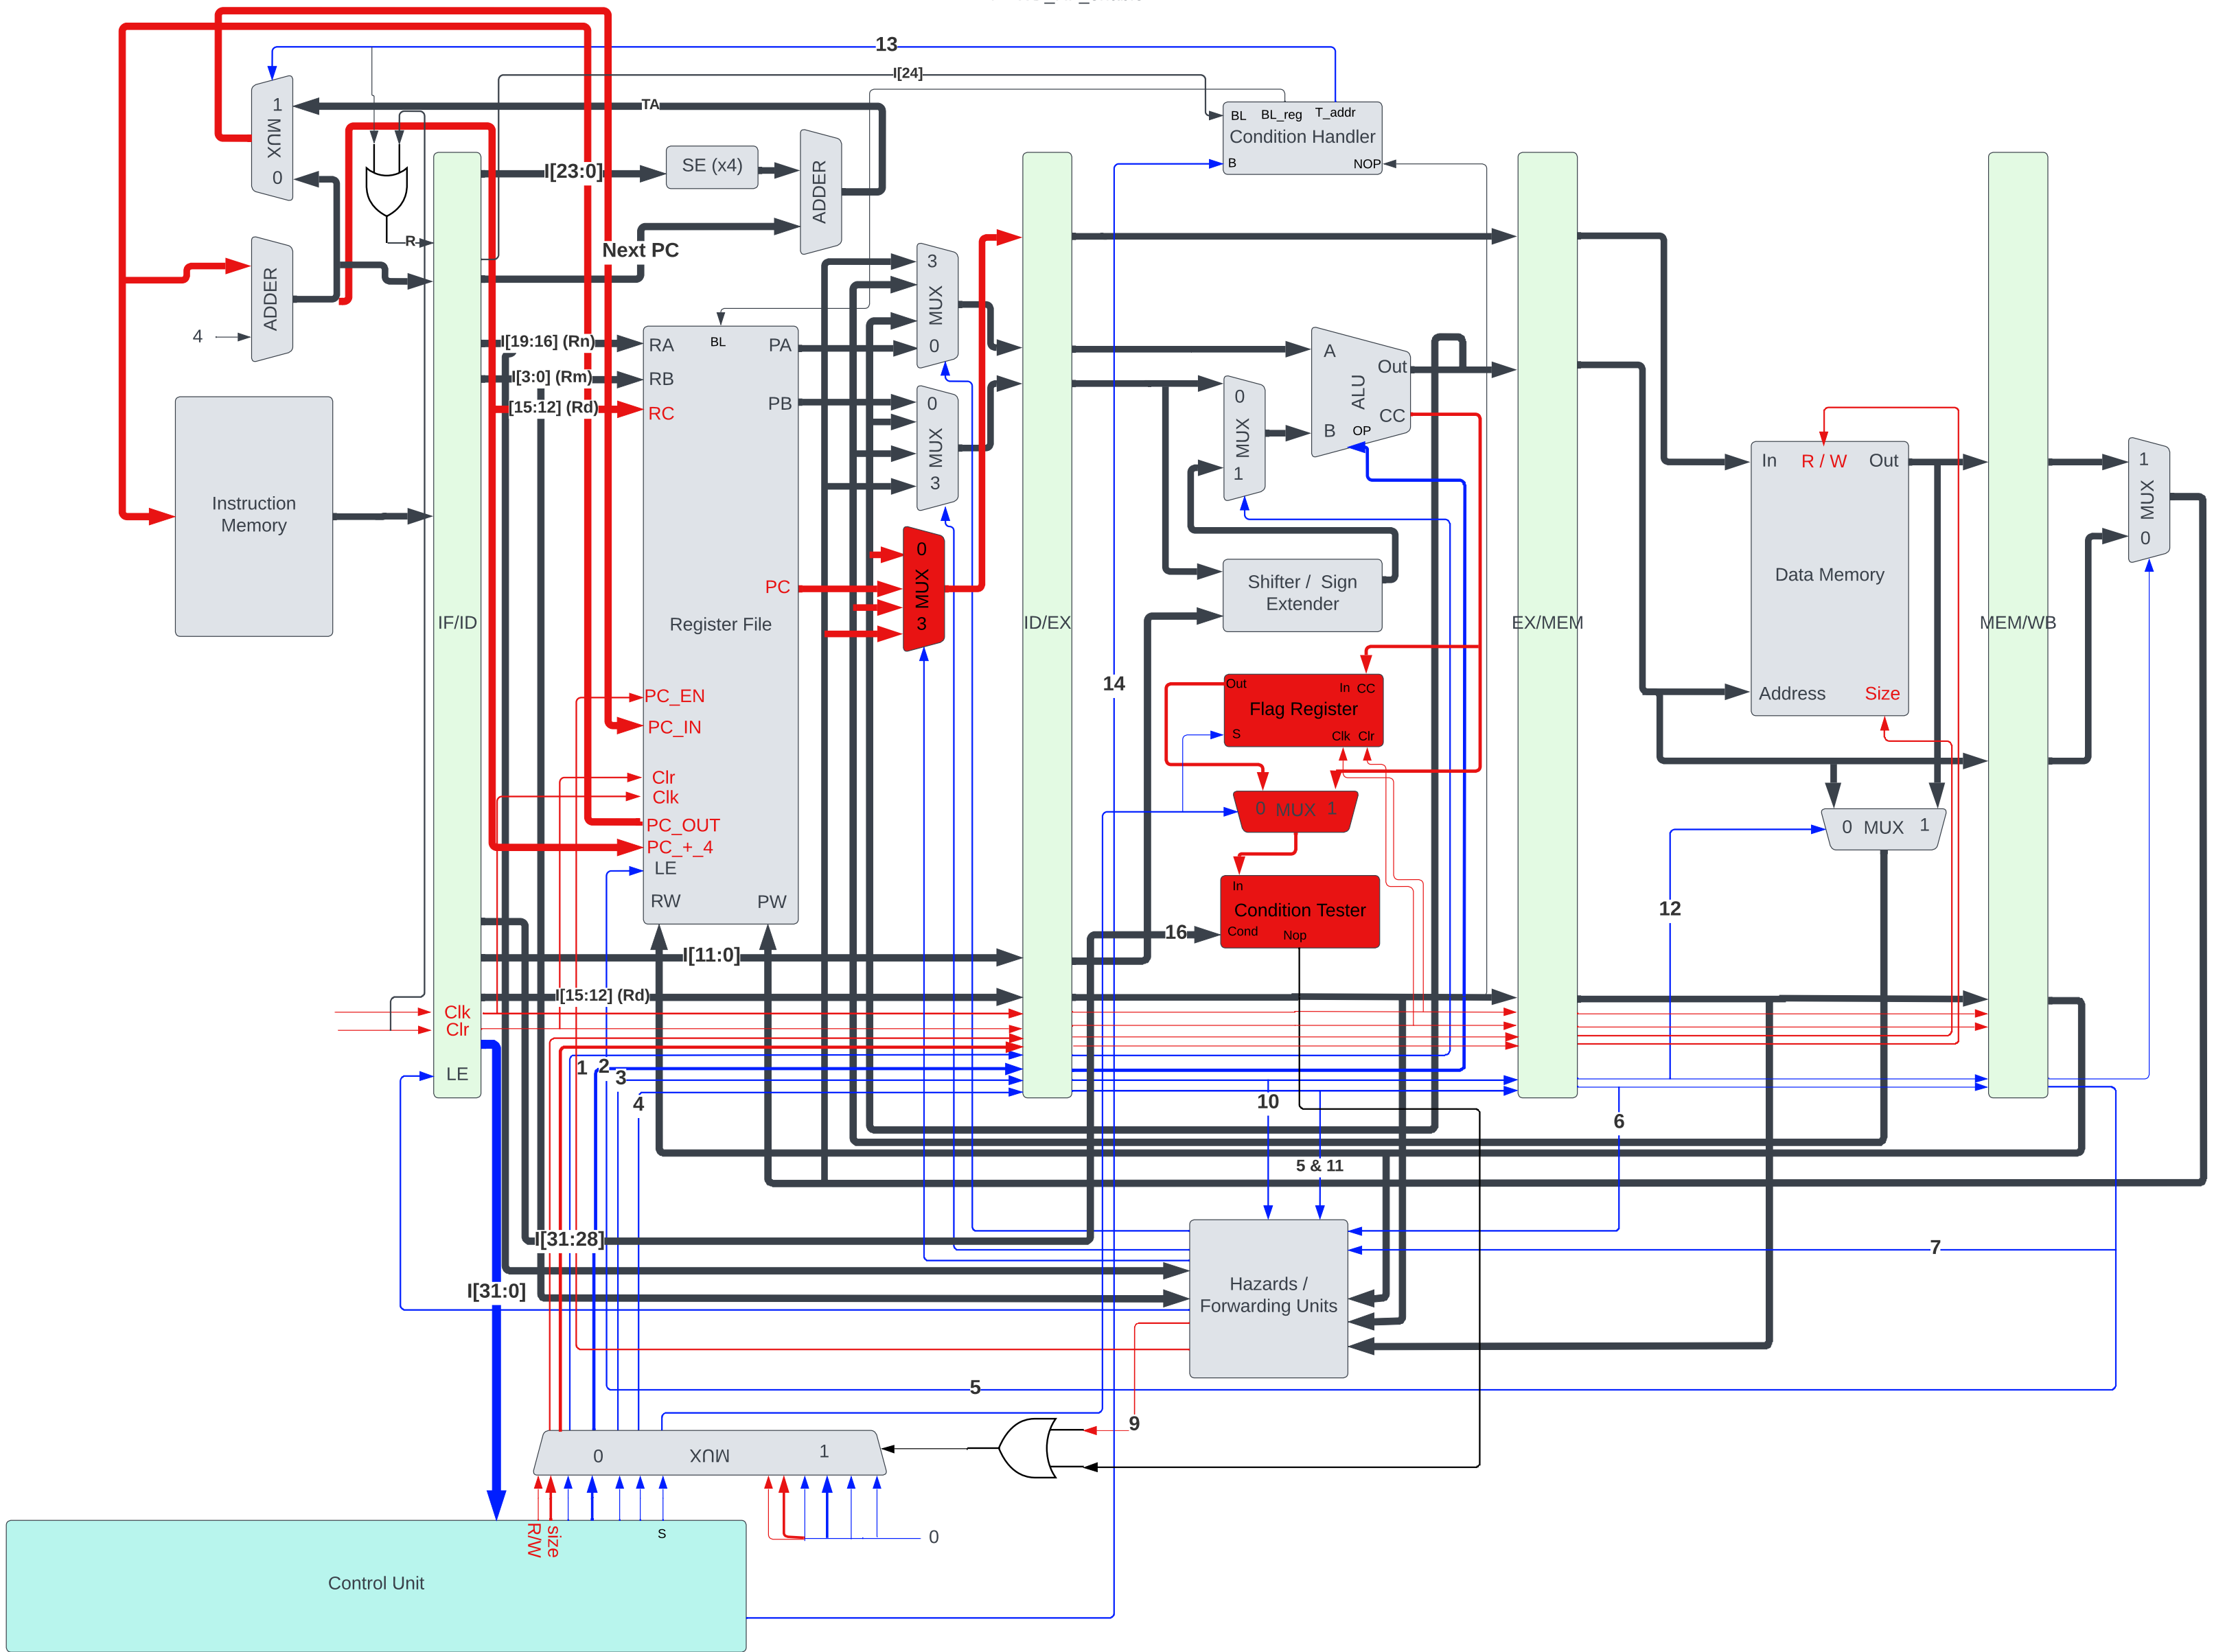 13
I[24]
1
MUX
0
TA
BL
BL_reg
T_addr
Condition Handler
B
NOP
I[23:0]
SE (x4)
ADDER
R
Next PC
ADDER
4
3
MUX
0
I[19:16] (Rn)
RA
BL
PA
I[3:0] (Rm)
RB
[15:12] (Rd)
RC
PB
0
MUX
3
A
Out
ALU
CC
B
OP
0
MUX
1
Instruction
Memory
In
R / W
Out
1
MUX
0
Data Memory
Address
Size
Shifter / Sign
Extender
0
MUX
3
PC
IF/ID
Register File
ID/EX
EX/MEM
MEM/WB
14
PC_EN
PC_IN
Out
In
CC
Flag Register
S
Clk
Clr
Clr
Clk
PC_OUT
PC_+_4
LE
RW
PW
0
MUX
1
0
MUX
1
In
Condition Tester
Cond
Nop
16
12
I[11:0]
I[15:12] (Rd)
Clk
Clr
LE
1
2
3
4
10
6
5 & 11
I[31:28]
7
I[31:0]
Hazards /
Forwarding Units
5
9
0
MUX
1
R/W
size
S
0
Control Unit